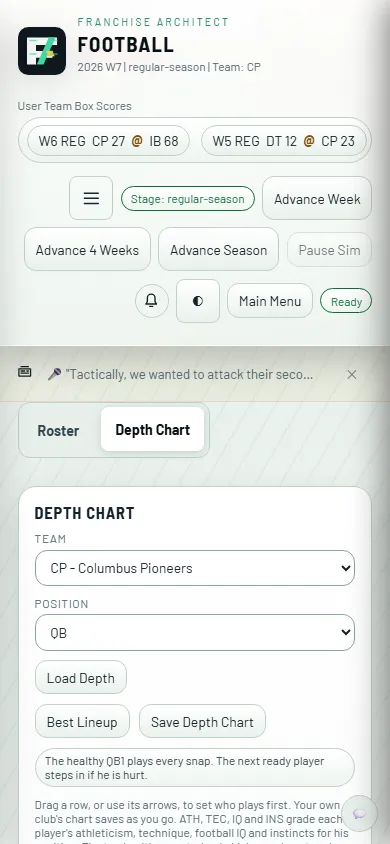 FRANCHISE ARCHITECT
FOOTBALL
2026 W7 | regular-season | Team: CP
User Team Box Scores
W6 REG CP 27 @ IB 68
W5 REG DT 12 @ CP 23
Stage: regular-season
Advance Week
Advance 4 Weeks
Advance Season
Pause Sim
Main Menu
Ready
"Tactically, we wanted to attack their seco...
Roster
Depth Chart
DEPTH CHART
TEAM
CP - Columbus Pioneers
POSITION
QB
Load Depth
Best Lineup
Save Depth Chart
The healthy QB1 plays every snap. The next ready player
steps in if he is hurt.
Drag a row, or use its arrows, to set who plays first. Your own
club's chart saves as you go. ATH, TEC, IQ and INS grade each
player's athleticism, technique, football IQ and instincts for his